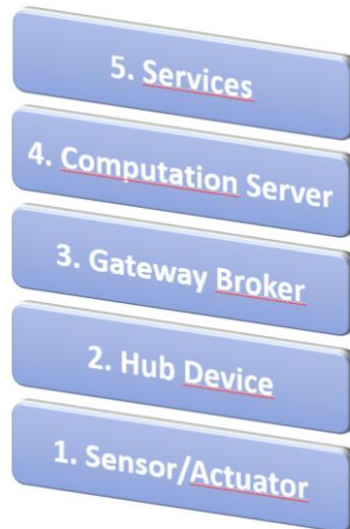 5. Services
4. Computation Server
3. Gateway Broker
2. Hub Device
1. Sensor/Actuator